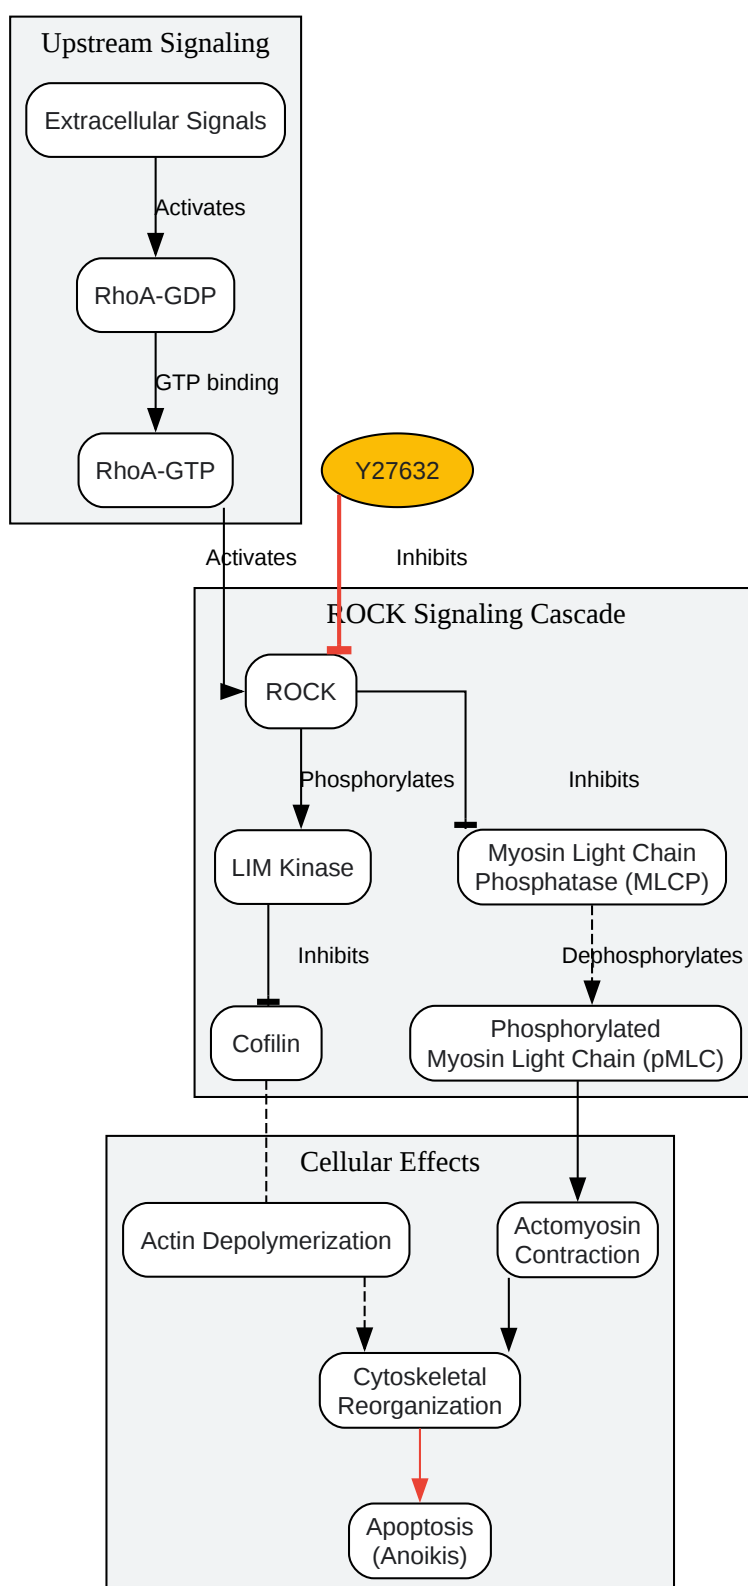 Upstream Signaling
Extracellular Signals
Activates
RhoA-GDP
GTP binding
RhoA-GTP
Y27632
Activates
Inhibits
ROCK Signaling Cascade
ROCK
Phosphorylates
Inhibits
LIM Kinase
Myosin Light Chain
Phosphatase (MLCP)
Inhibits
Dephosphorylates
Cofilin
Phosphorylated
Myosin Light Chain (pMLC)
Cellular Effects
Actin Depolymerization
Actomyosin
Contraction
Cytoskeletal
Reorganization
Apoptosis
(Anoikis)